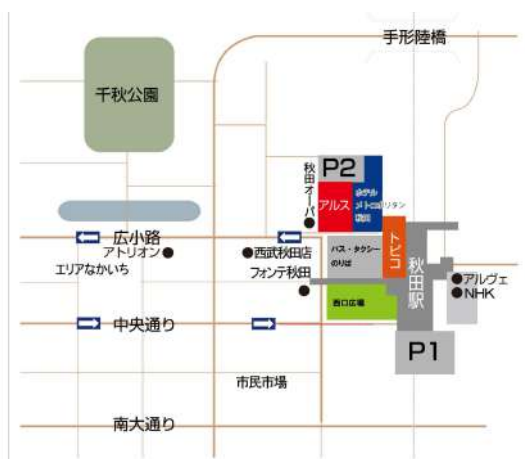 手形陸橋
千秋公園
P2
秋田オーパ
アルス
ホテル
メトロポリタン
秋田
トピコ
広小路
アトリオン
西武秋田店
バス・タクシー
のりば
秋田駅
エリアなかいち
フォンテ秋田
アルヴェ
NHK
西口広場
中央通り
P1
市民市場
南大通り